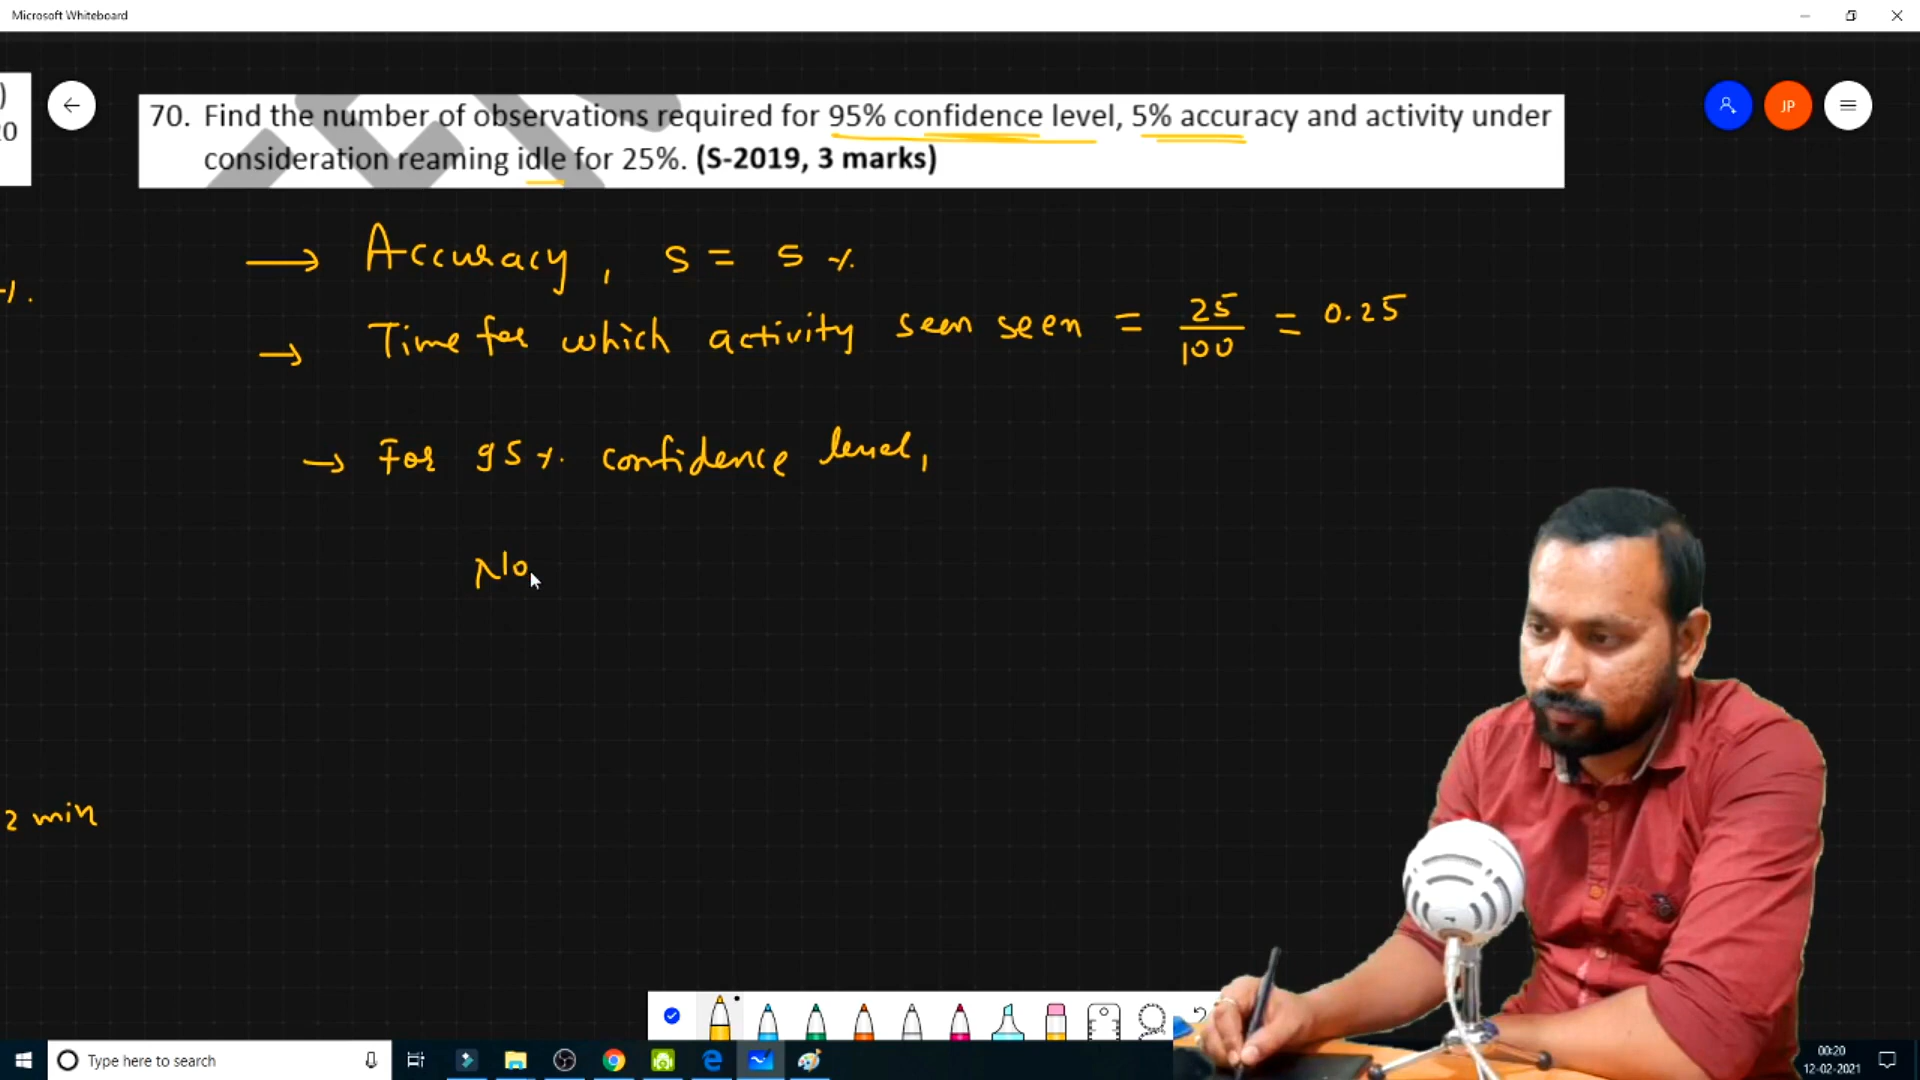 Microsoft Whiteboard
)
20
70. Find the number of observations required for 95% confidence level, 5% accuracy and activity under
consideration reaming idle for 25%. (S-2019, 3 marks)
JP
→ Accuracy, S = 5 %
→ Time for which activity seen seen = 25/100 = 0.25
→ For 95 % confidence level,
No
2 min
Type here to search
00:20
12-02-2021